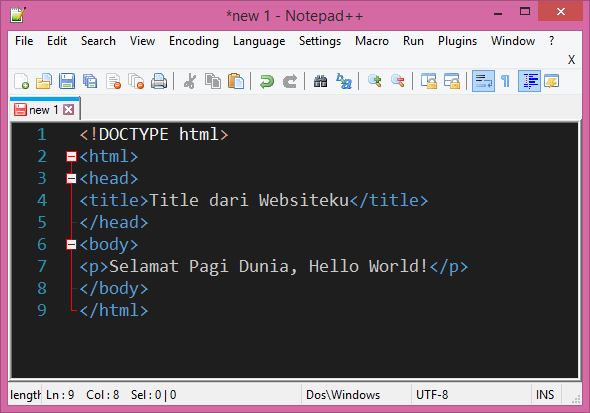 *new 1 - Notepad++
File Edit Search View Encoding Language Settings Macro Run Plugins Window ?
X
new 1
1 <!DOCTYPE html>
2 <html>
3 <head>
4 <title>Title dari Websiteku</title>
5 </head>
6 <body>
7 <p>Selamat Pagi Dunia, Hello World!</p>
8 </body>
9 </html>
length Ln : 9 Col : 8 Sel : 0 | 0 Dos\Windows UTF-8 INS